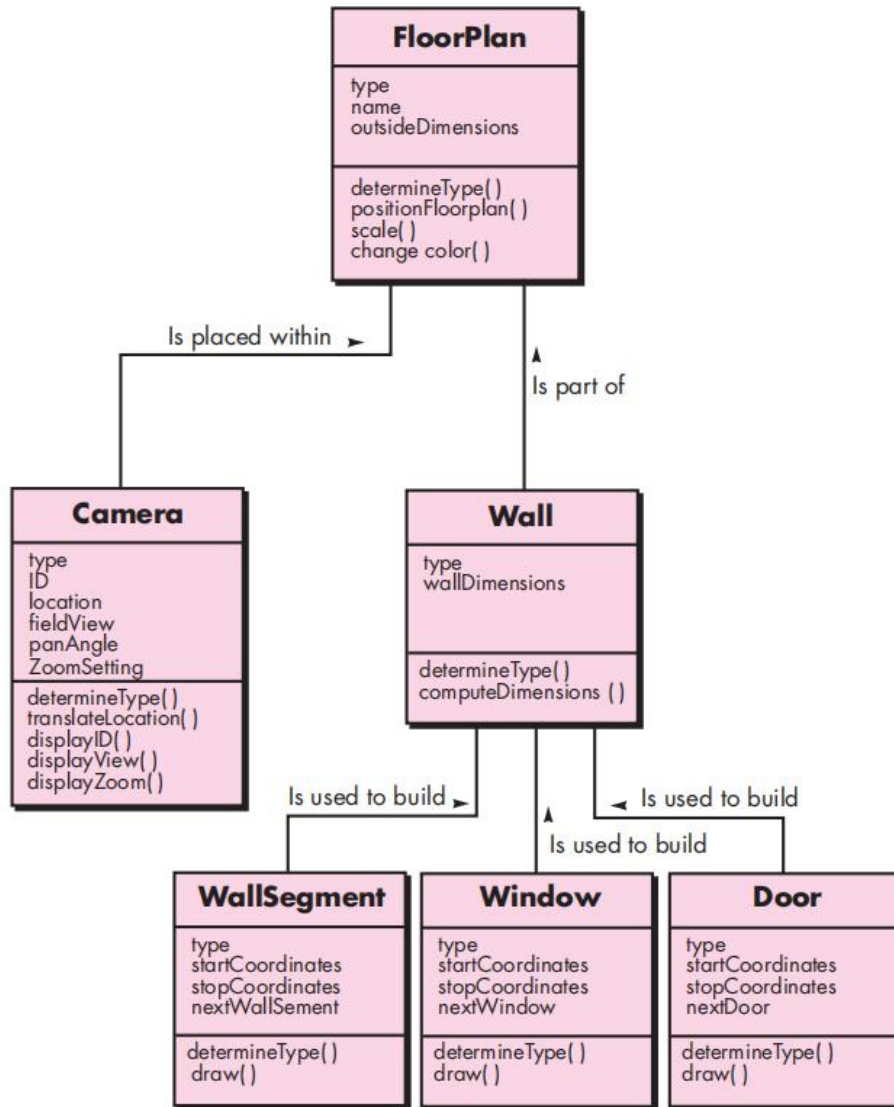 FloorPlan
type
name
outsideDimensions
determineType( )
positionFloorplan( )
scale( )
change color( )
Is placed within
Is part of
Camera
type
ID
location
fieldView
panAngle
ZoomSetting
determineType( )
translateLocation( )
displayID( )
displayView( )
displayZoom( )
Wall
type
wallDimensions
determineType( )
computeDimensions ( )
Is used to build
Is used to build
Is used to build
WallSegment
type
startCoordinates
stopCoordinates
nextWallSement
determineType( )
draw( )
Window
type
startCoordinates
stopCoordinates
nextWindow
determineType( )
draw( )
Door
type
startCoordinates
stopCoordinates
nextDoor
determineType( )
draw( )